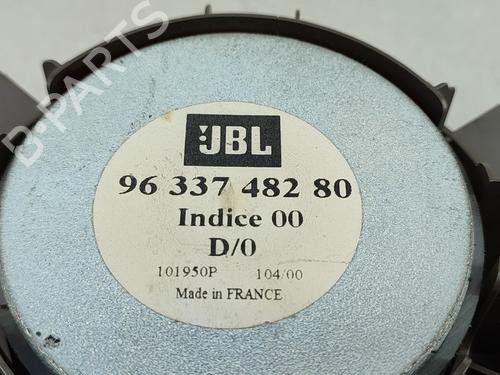 JBL
96 337 482 80
Indice 00
D/0
101950P 104/00
Made in FRANCE
B-PARTS